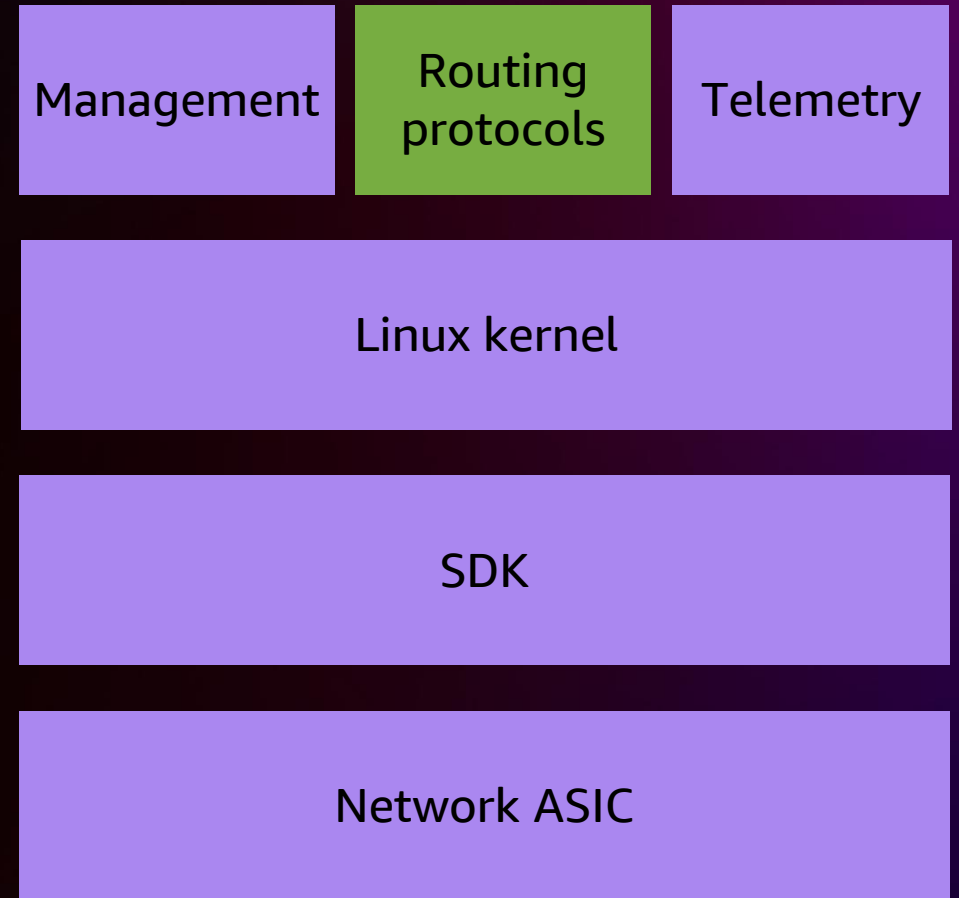 Management
Routing
protocols
Telemetry
Linux kernel
SDK
Network ASIC